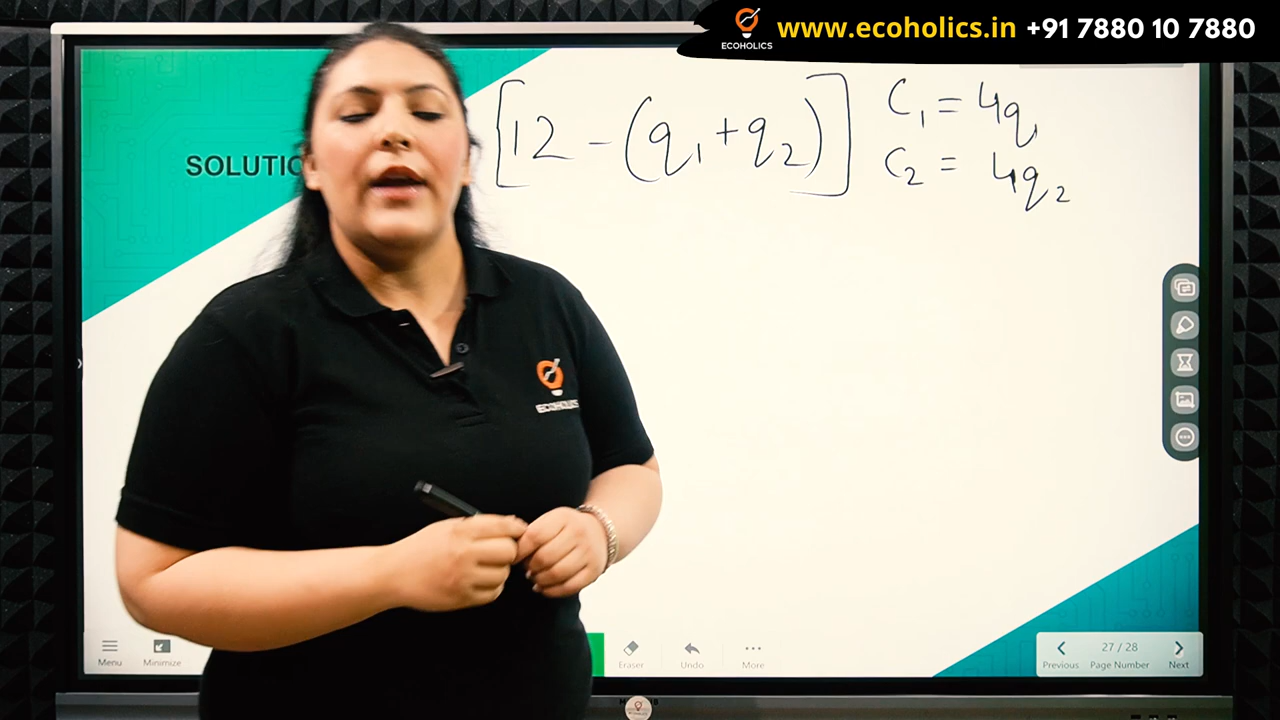 www.ecoholics.in +91 7880 10 7880
ECOHOLICS
SOLUTIO
[12 - (q₁ + q₂)]
C₁ = 4q₁
C₂ = 4q₂
ECOHOLICS
Menu
Minimize
Eraser
Undo
More
27 / 28
Previous
Page Number
Next